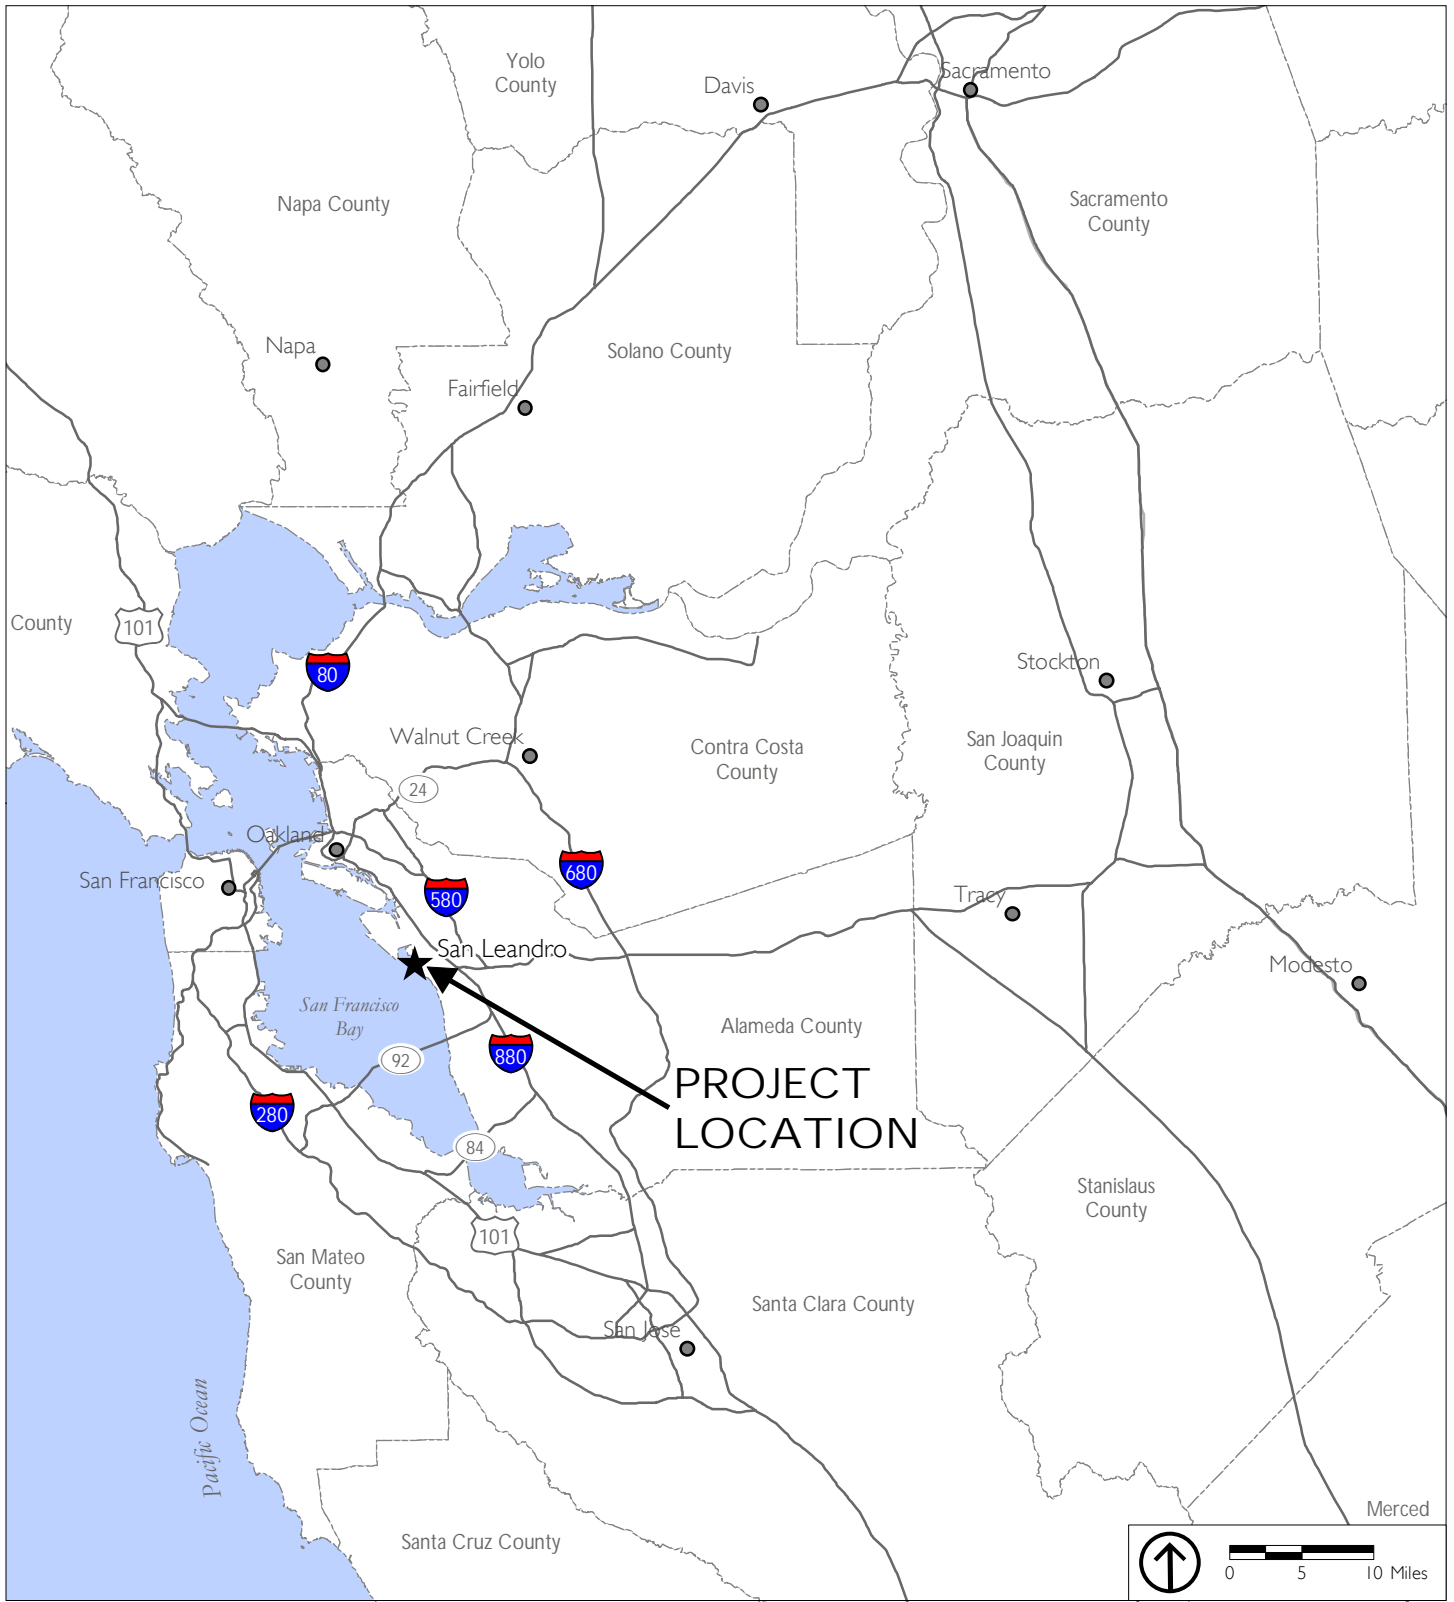 Yolo
County
Davis
Sacramento
Napa County
Sacramento
County
Napa
Solano County
Fairfield
County
101
80
Stockton
Walnut Creek
Contra Costa
County
San Joaquin
County
24
Oakland
680
San Francisco
580
Tracy
San Leandro
Modesto
San Francisco
Bay
Alameda County
92
880
PROJECT
LOCATION
280
84
Stanislaus
County
101
San Mateo
County
Santa Clara County
San Jose
Pacific Ocean
Merced
Santa Cruz County
0 5 10 Miles